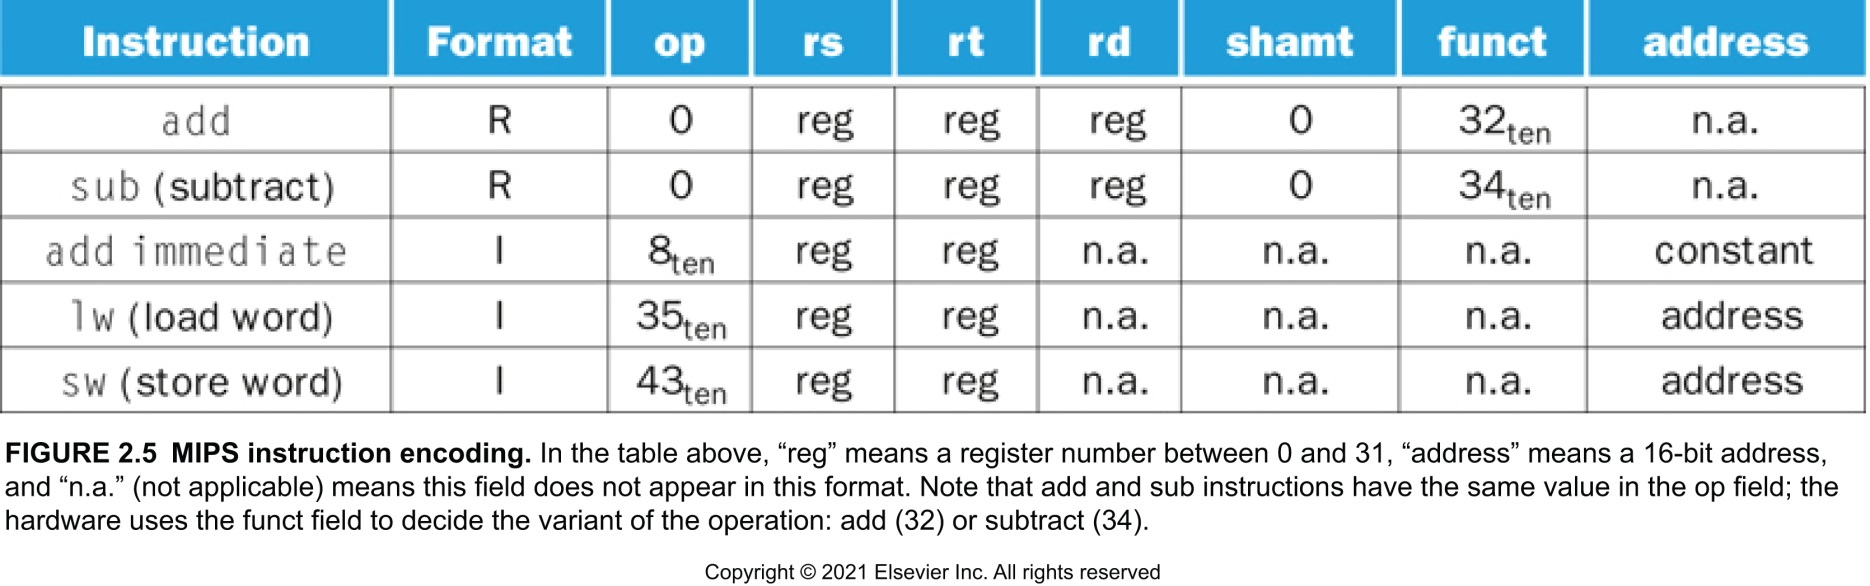 Instruction Format op rs rt rd shamt funct address
add R 0 reg reg reg 0 32ten n.a.
sub (subtract) R 0 reg reg reg 0 34ten n.a.
add immediate I 8ten reg reg n.a. n.a. n.a. constant
lw (load word) I 35ten reg reg n.a. n.a. n.a. address
sw (store word) I 43ten reg reg n.a. n.a. n.a. address
FIGURE 2.5 MIPS instruction encoding. In the table above, “reg” means a register number between 0 and 31, “address” means a 16-bit address,
and “n.a.” (not applicable) means this field does not appear in this format. Note that add and sub instructions have the same value in the op field; the
hardware uses the funct field to decide the variant of the operation: add (32) or subtract (34).
Copyright © 2021 Elsevier Inc. All rights reserved